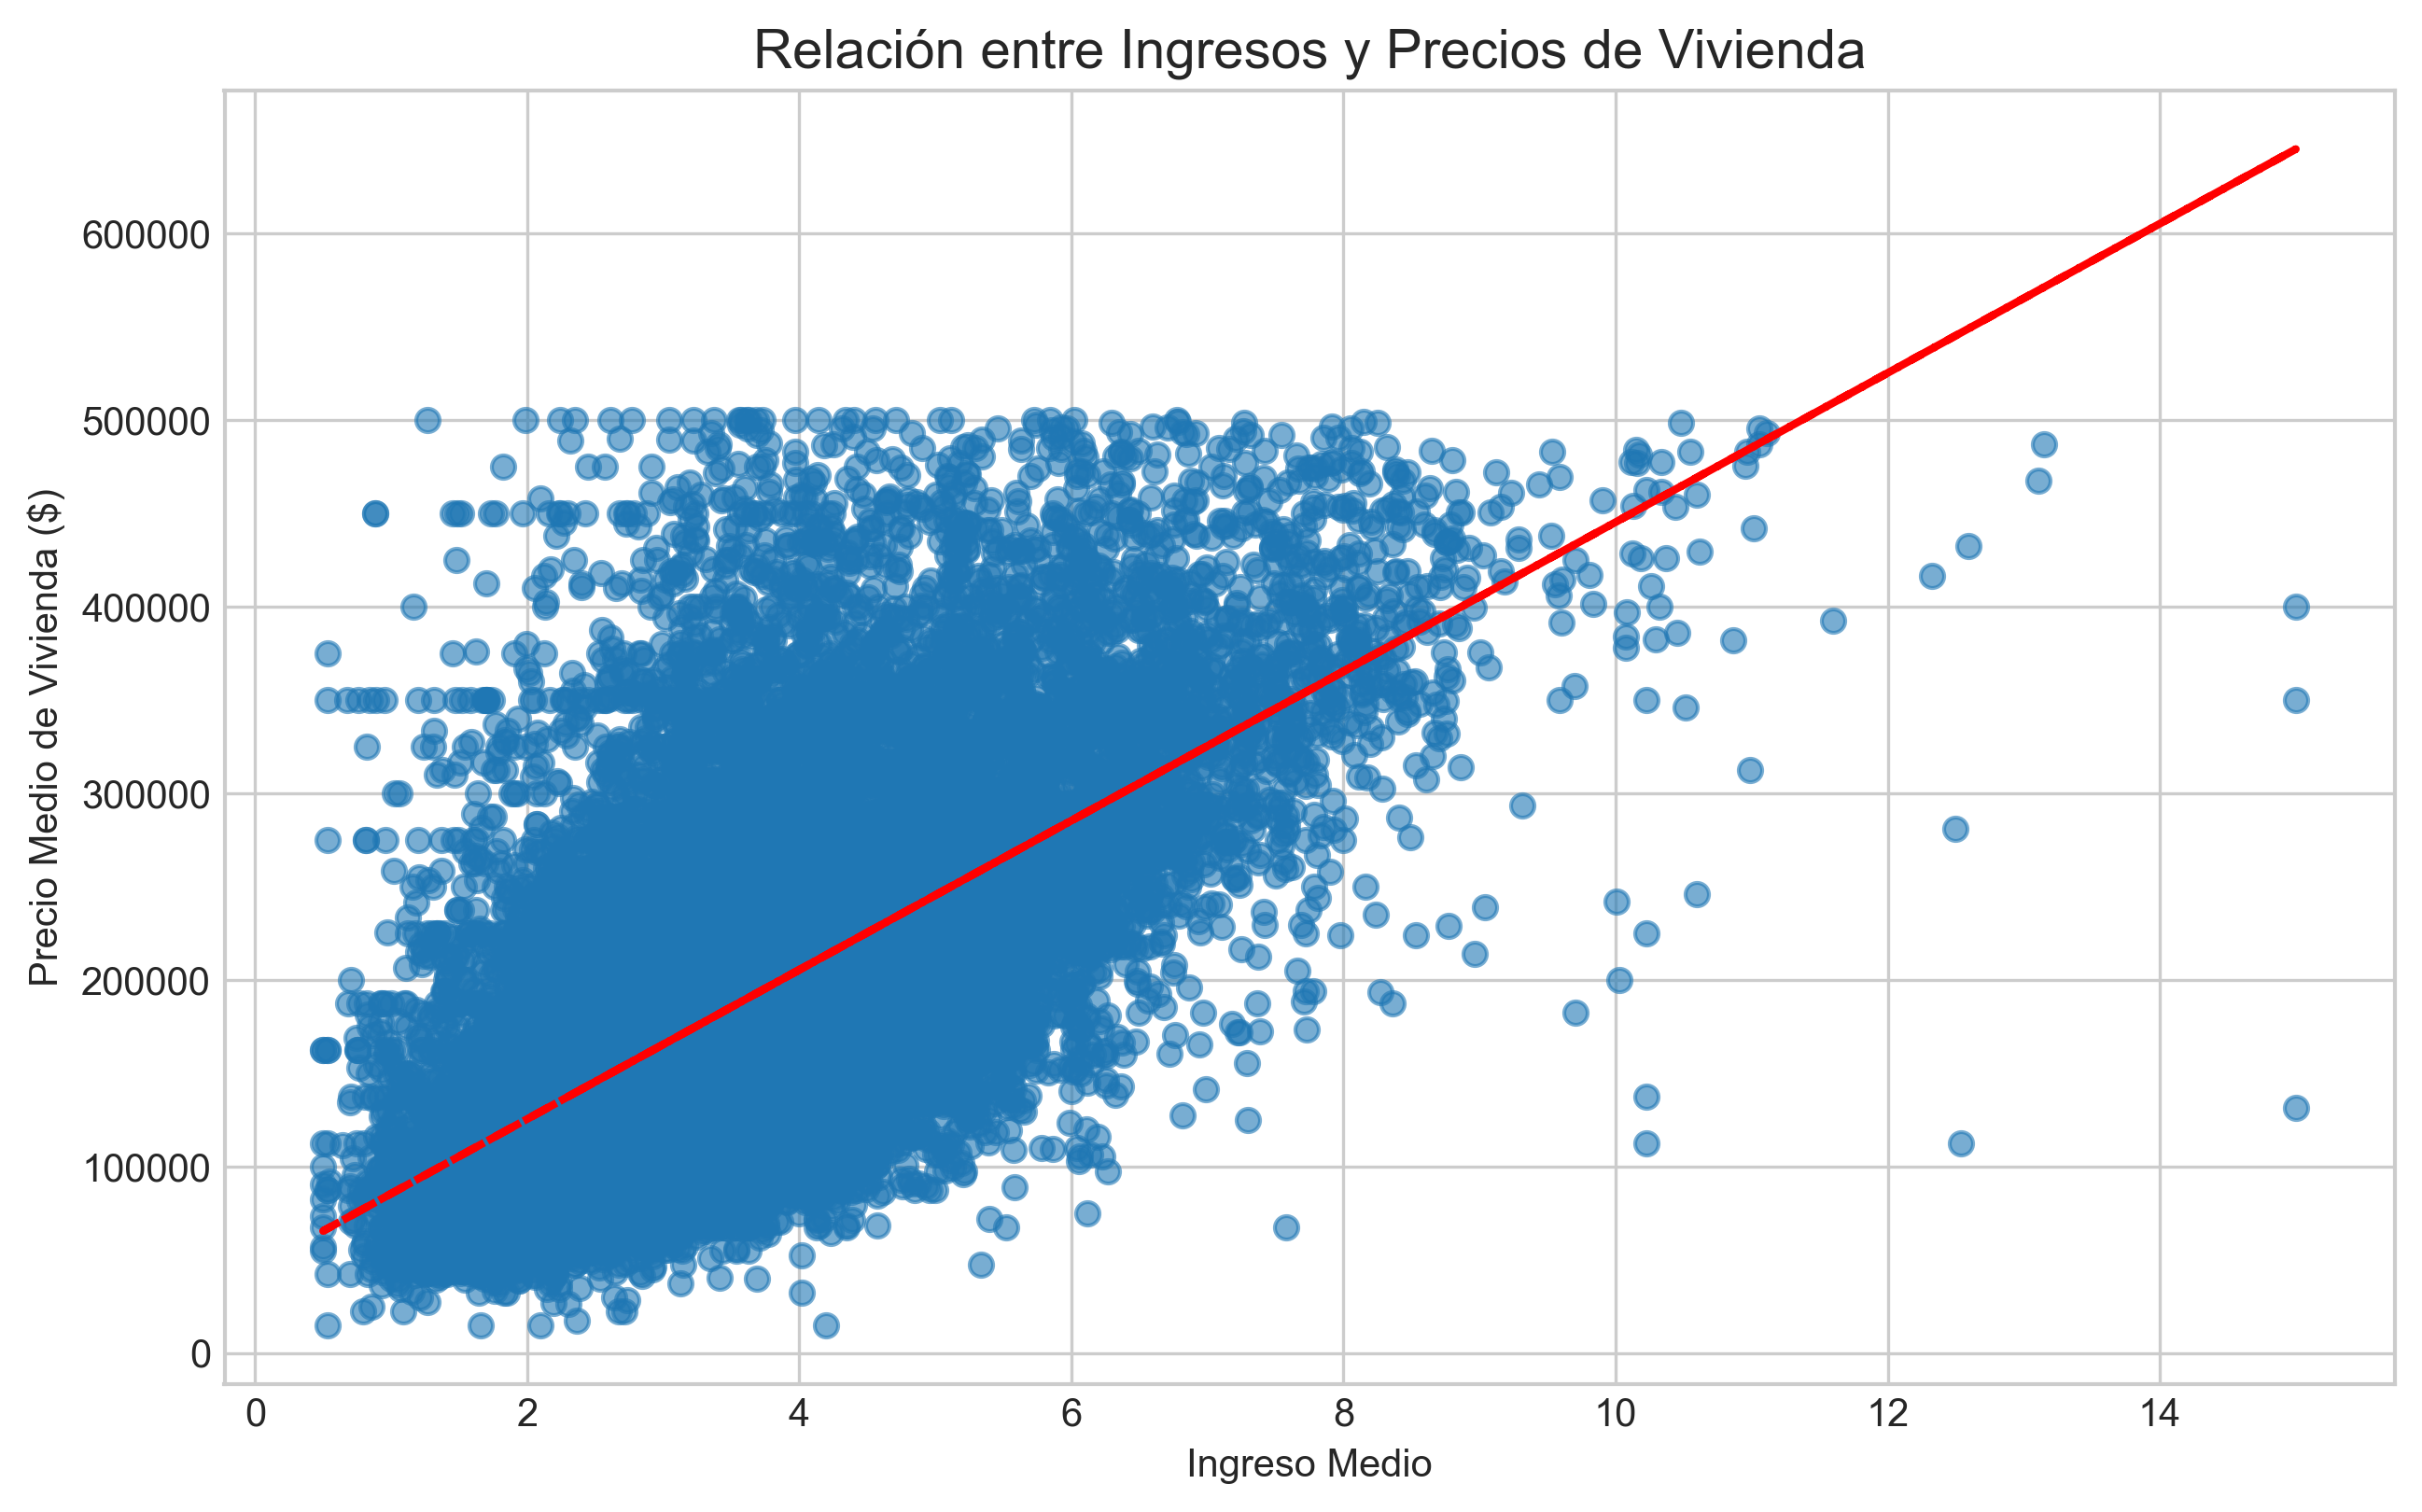 Relación entre Ingresos y Precios de Vivienda
Precio Medio de Vivienda ($)
600000
500000
400000
300000
200000
100000
0
0 2 4 6 8 10 12 14
Ingreso Medio